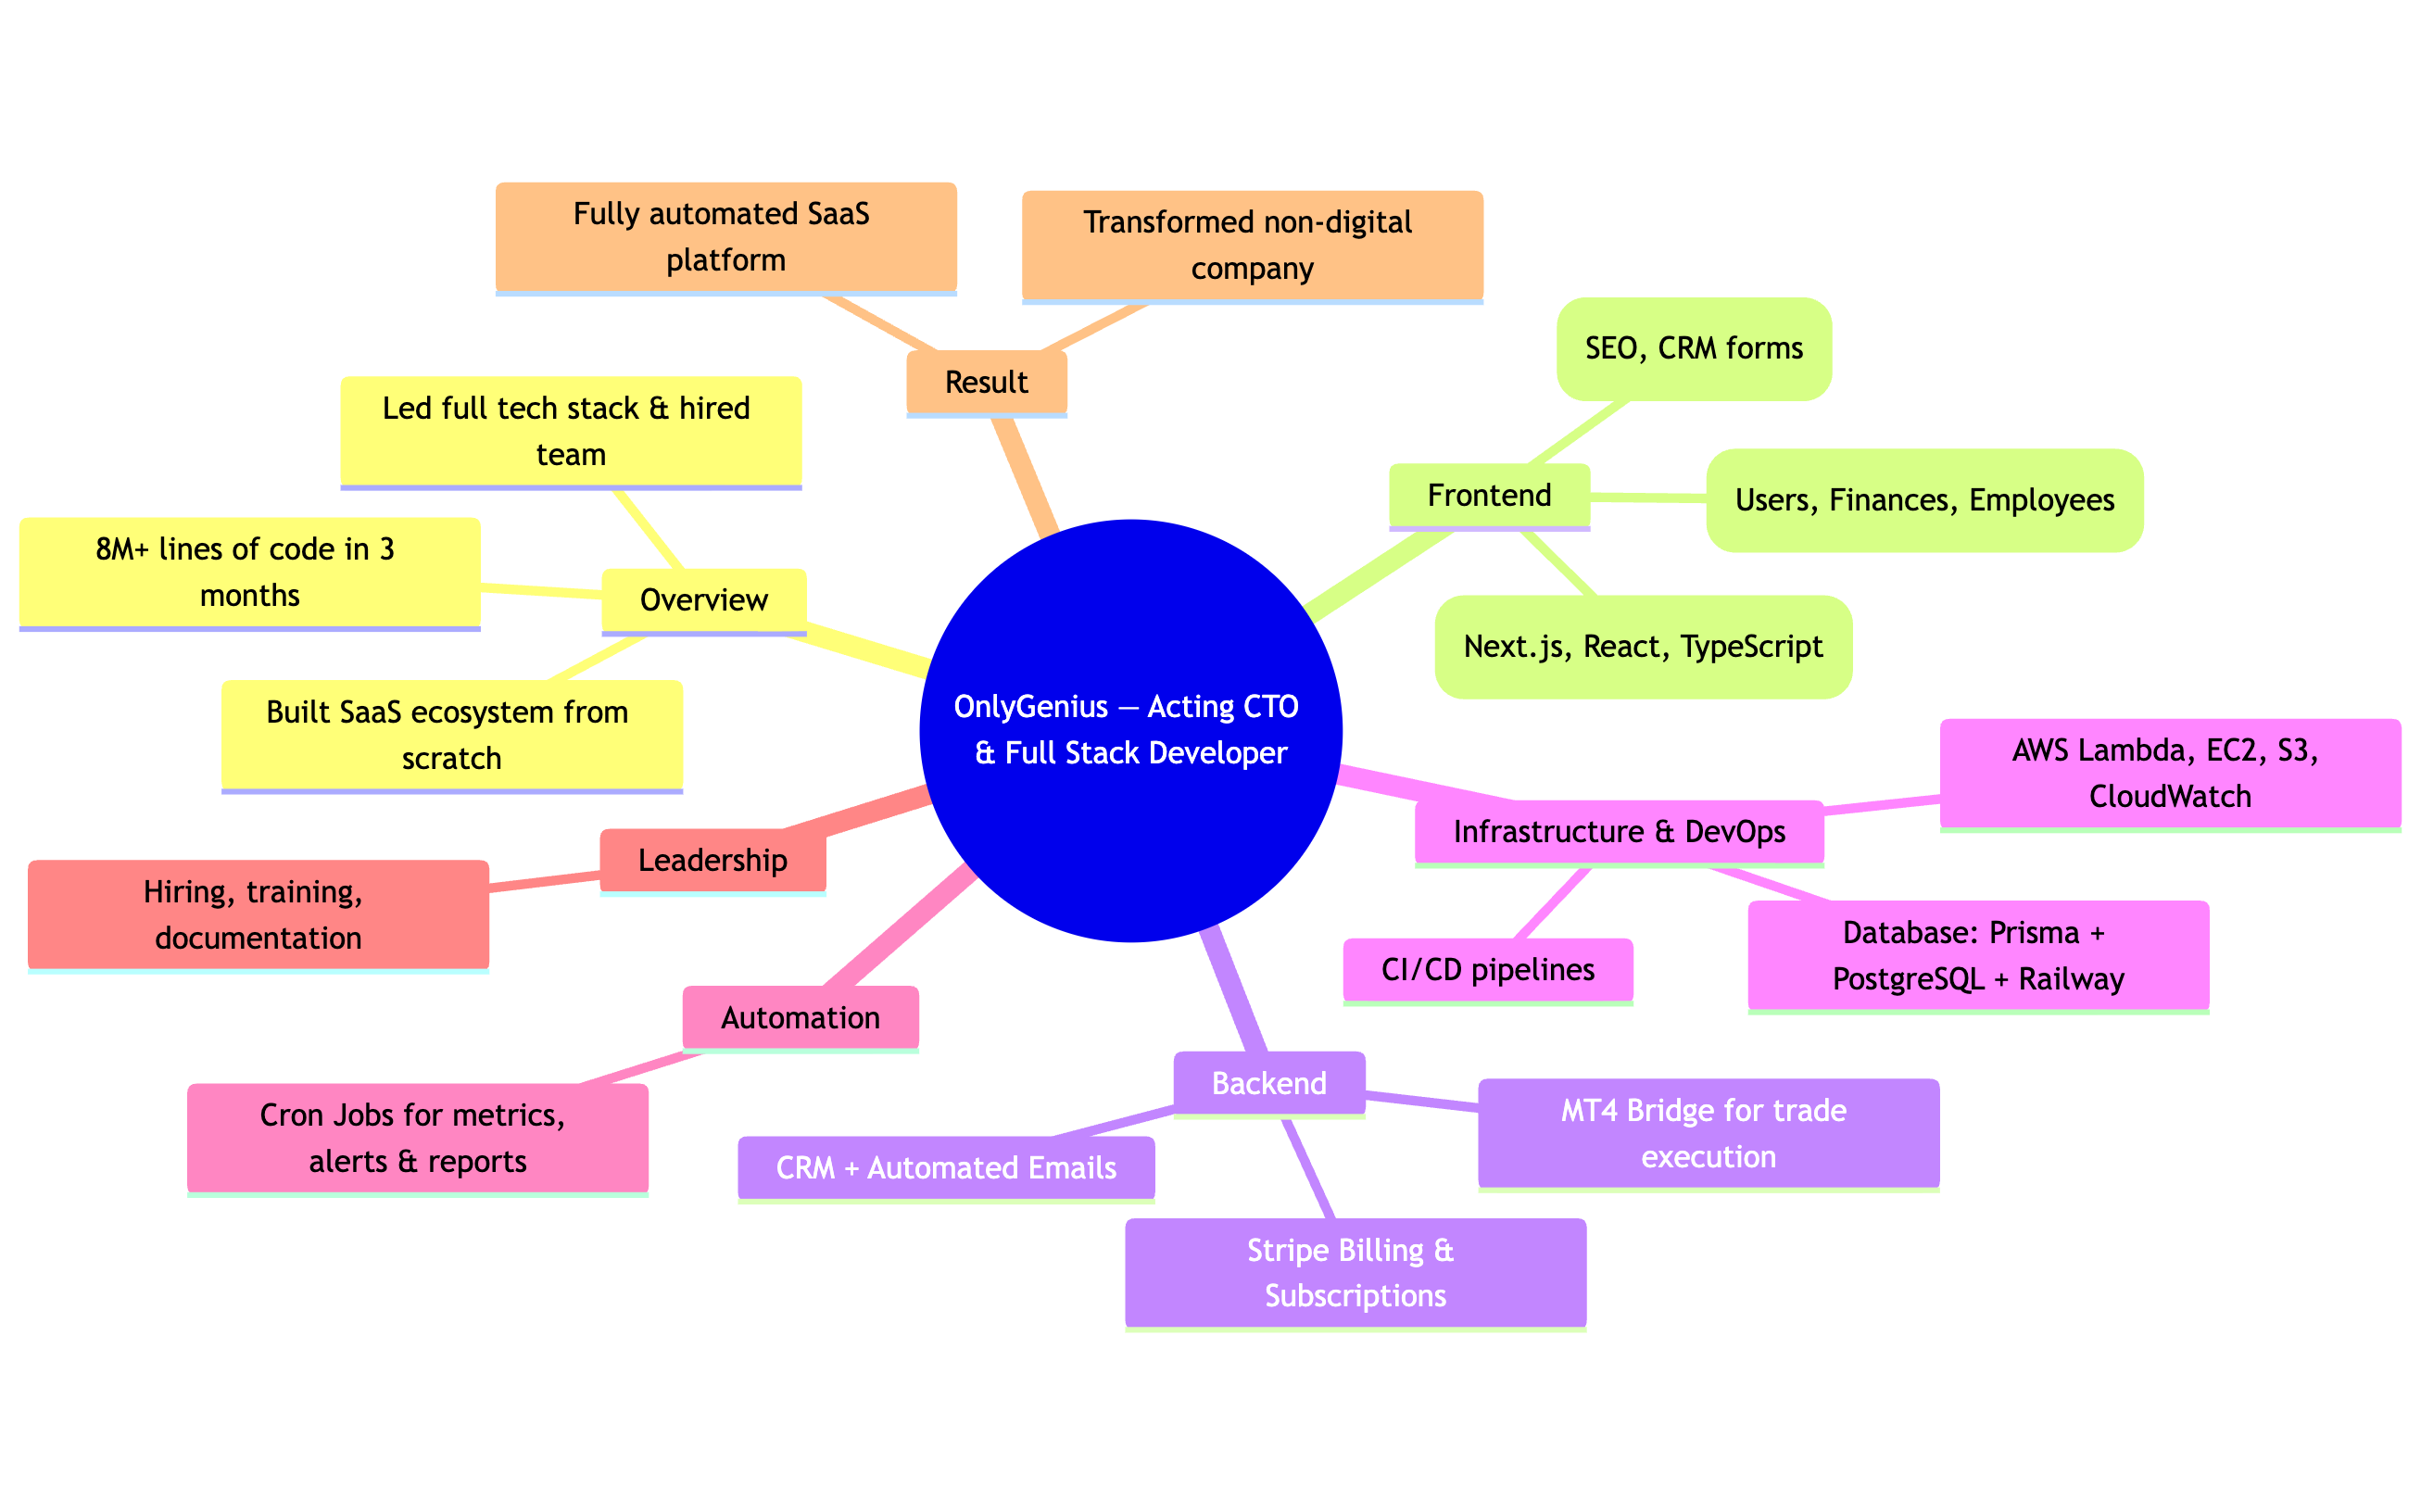 Fully automated SaaS
platform
Transformed non-digital
company
Result
SEO, CRM forms
Led full tech stack & hired
team
Frontend
Users, Finances, Employees
8M+ lines of code in 3
months
Overview
Next.js, React, TypeScript
Built SaaS ecosystem from
scratch
OnlyGenius — Acting CTO
& Full Stack Developer
AWS Lambda, EC2, S3,
CloudWatch
Infrastructure & DevOps
Leadership
Hiring, training,
documentation
Database: Prisma +
PostgreSQL + Railway
CI/CD pipelines
Automation
Backend
Cron Jobs for metrics,
alerts & reports
MT4 Bridge for trade
execution
CRM + Automated Emails
Stripe Billing &
Subscriptions